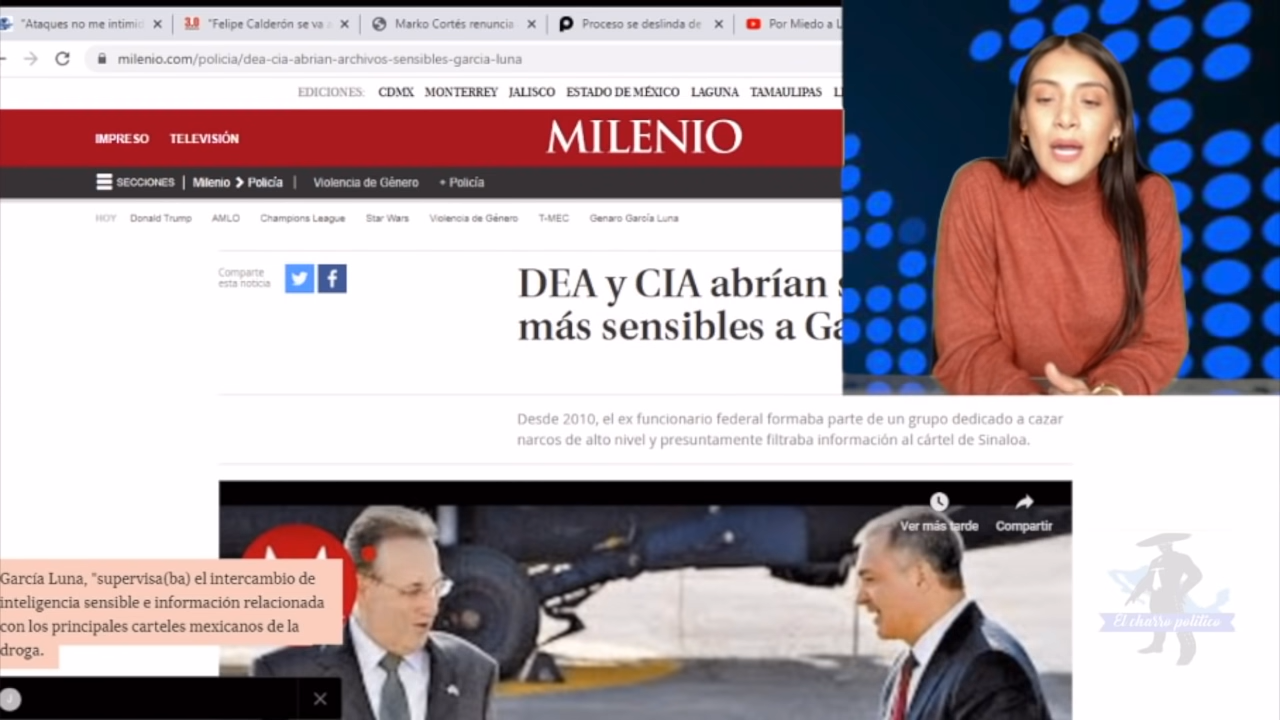 "Ataques no me intimid
3.0 "Felipe Calderón se va
Marko Cortés renuncia
Proceso se deslinda de
Por Miedo a L
milenio.com/policia/dea-cia-abrian-archivos-sensibles-garcia-luna
EDICIONES: CDMX MONTERREY JALISCO ESTADO DE MÉXICO LAGUNA TAMAULIPAS
IMPRESO TELEVISIÓN
MILENIO
SECCIONES | Milenio > Policía | Violencia de Género + Policía
HOY Donald Trump AMLO Champions League Star Wars Violencia de Género T-MEC Genaro García Luna
Comparte
esta noticia
DEA y CIA abrían
más sensibles a Ga
Desde 2010, el ex funcionario federal formaba parte de un grupo dedicado a cazar
narcos de alto nivel y presuntamente filtraba información al cártel de Sinaloa.
Ver más tarde Compartir
García Luna, "supervisa(ba) el intercambio de
inteligencia sensible e información relacionada
con los principales carteles mexicanos de la
droga.
El charro político